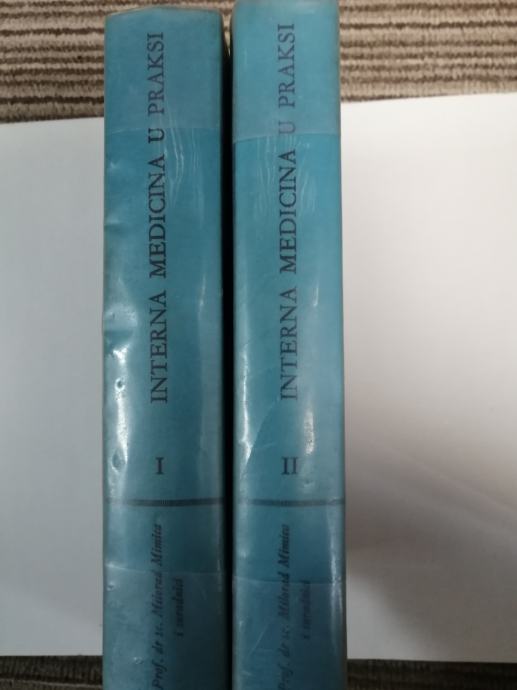 INTERNA MEDICINA U PRAKSI
I
Prof. dr sc. Milorad Mimica
i suradnici
INTERNA MEDICINA U PRAKSI
II
Prof. dr sc. Milorad Mimica
i suradnici